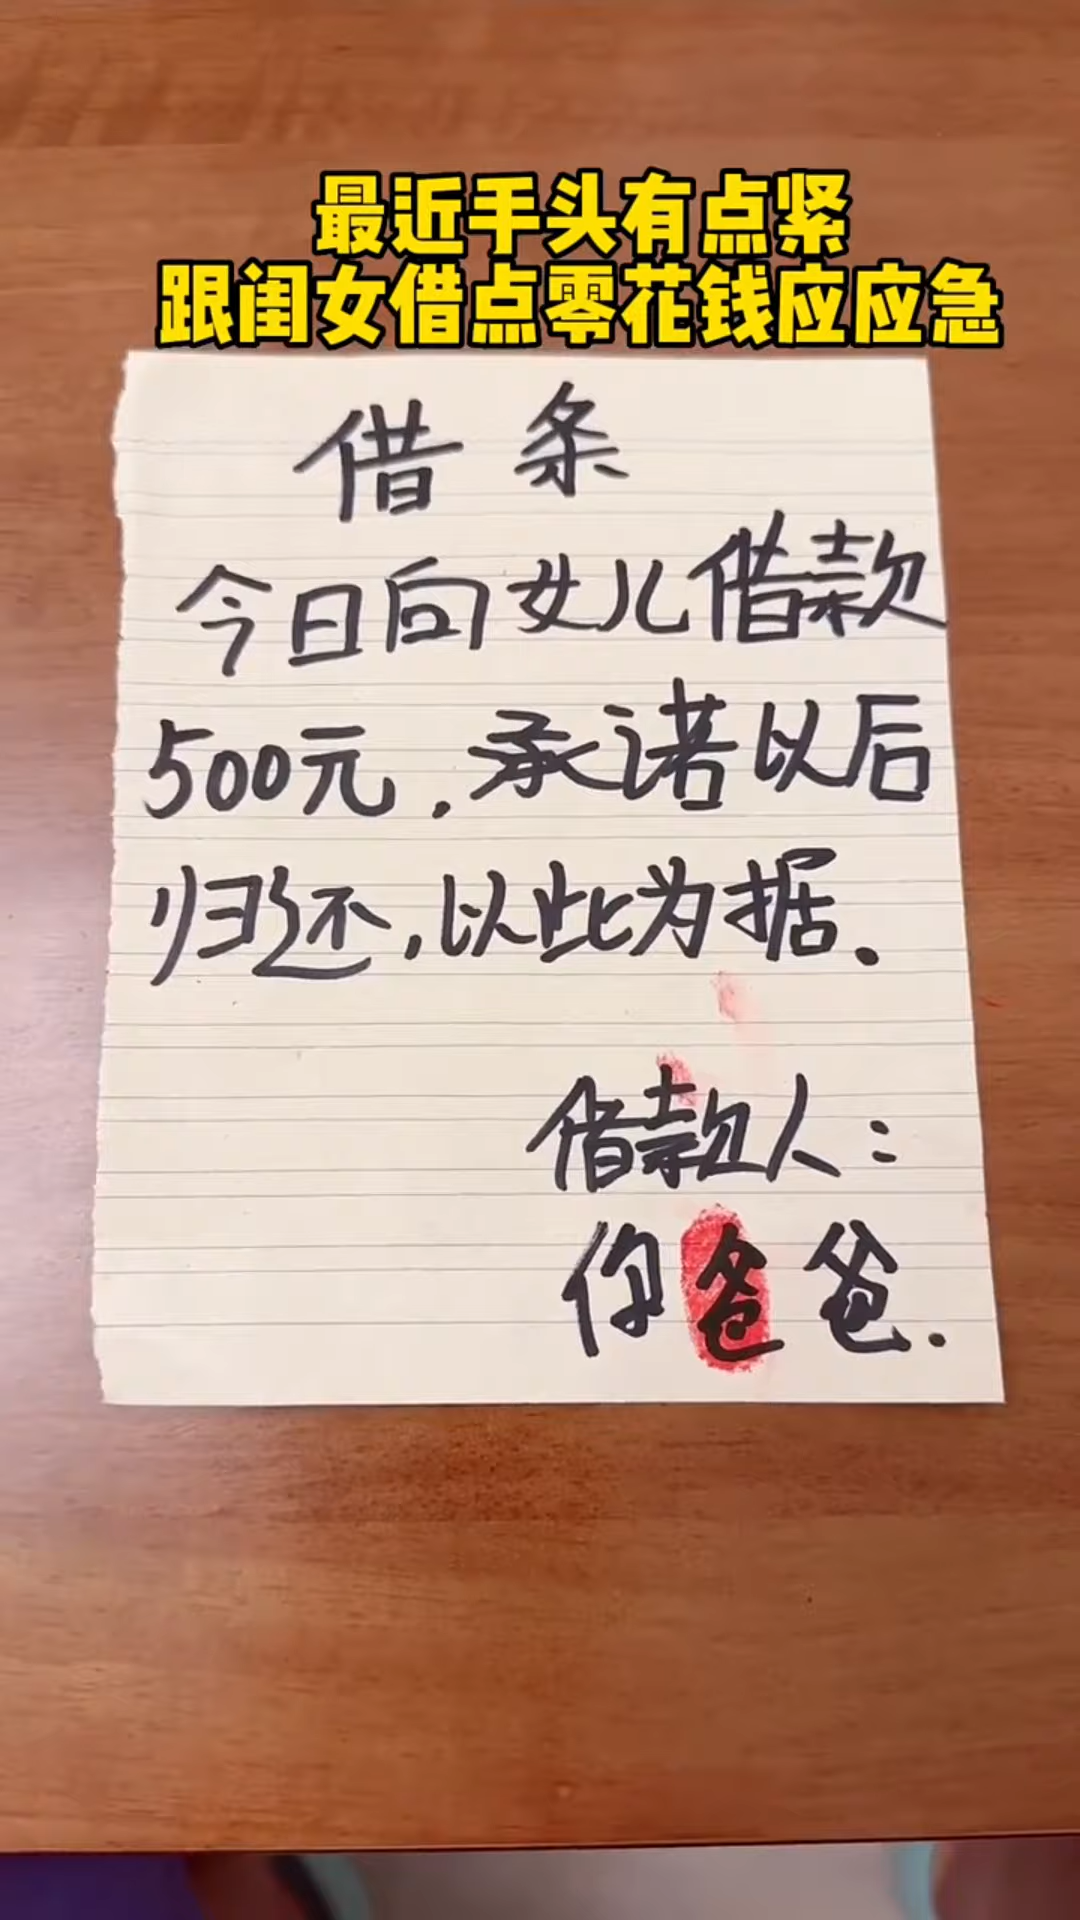 最近手头有点紧
跟闺女借点零花钱应应急
借条
今日向女儿借款
500元.承诺以后
归还,以此为据.
借款人:
你爸爸.